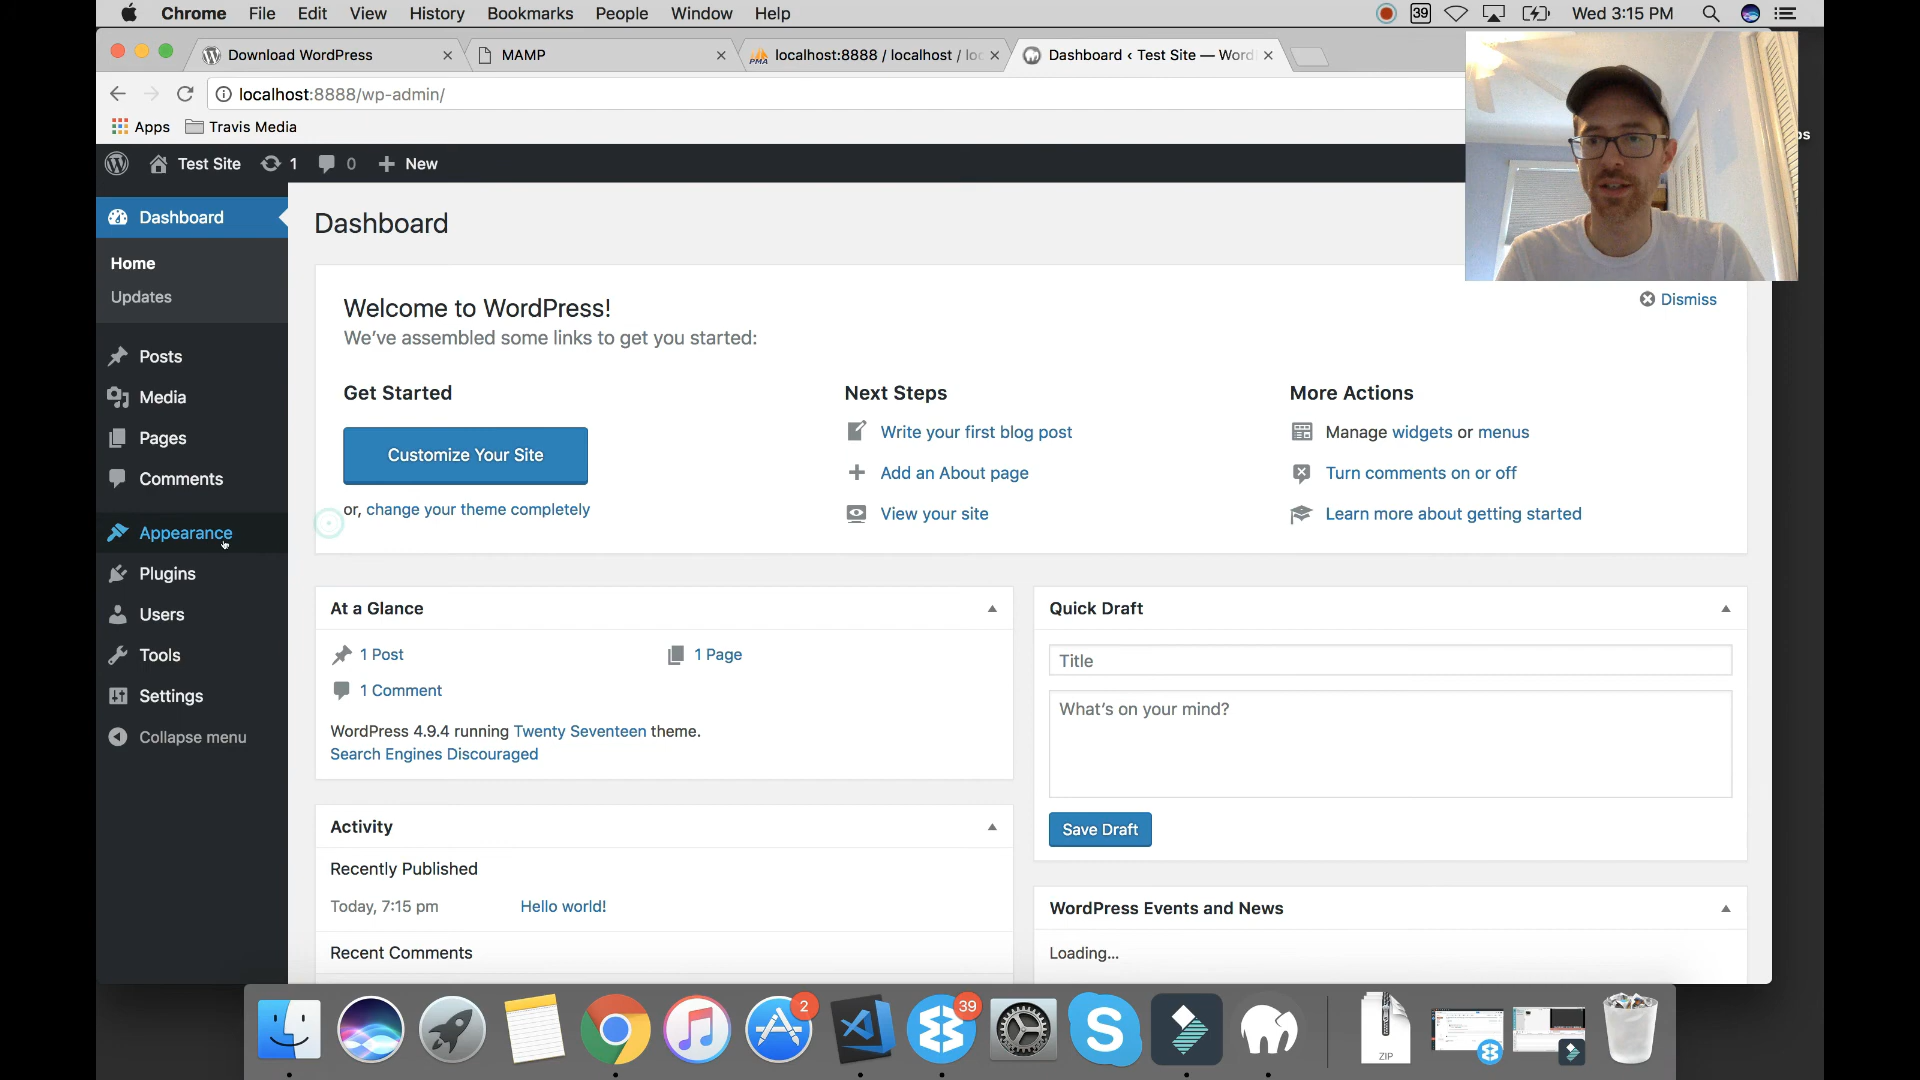 Chrome File Edit View History Bookmarks People Window Help 39 Wed 3:15 PM
Download WordPress MAMP localhost:8888 / localhost / loc Dashboard ‹ Test Site — Word
localhost:8888/wp-admin/
Apps Travis Media
Test Site 1 0 New
Dashboard
Home
Updates
Posts
Media
Pages
Comments
Appearance
Plugins
Users
Tools
Settings
Collapse menu
Dashboard
Dismiss
Welcome to WordPress!
We've assembled some links to get you started:
Get Started
Customize Your Site
or, change your theme completely
Next Steps
Write your first blog post
Add an About page
View your site
More Actions
Manage widgets or menus
Turn comments on or off
Learn more about getting started
At a Glance
1 Post 1 Page
1 Comment
WordPress 4.9.4 running Twenty Seventeen theme.
Search Engines Discouraged
Activity
Recently Published
Today, 7:15 pm Hello world!
Recent Comments
Quick Draft
Title
What's on your mind?
Save Draft
WordPress Events and News
Loading...
2 39
ZIP